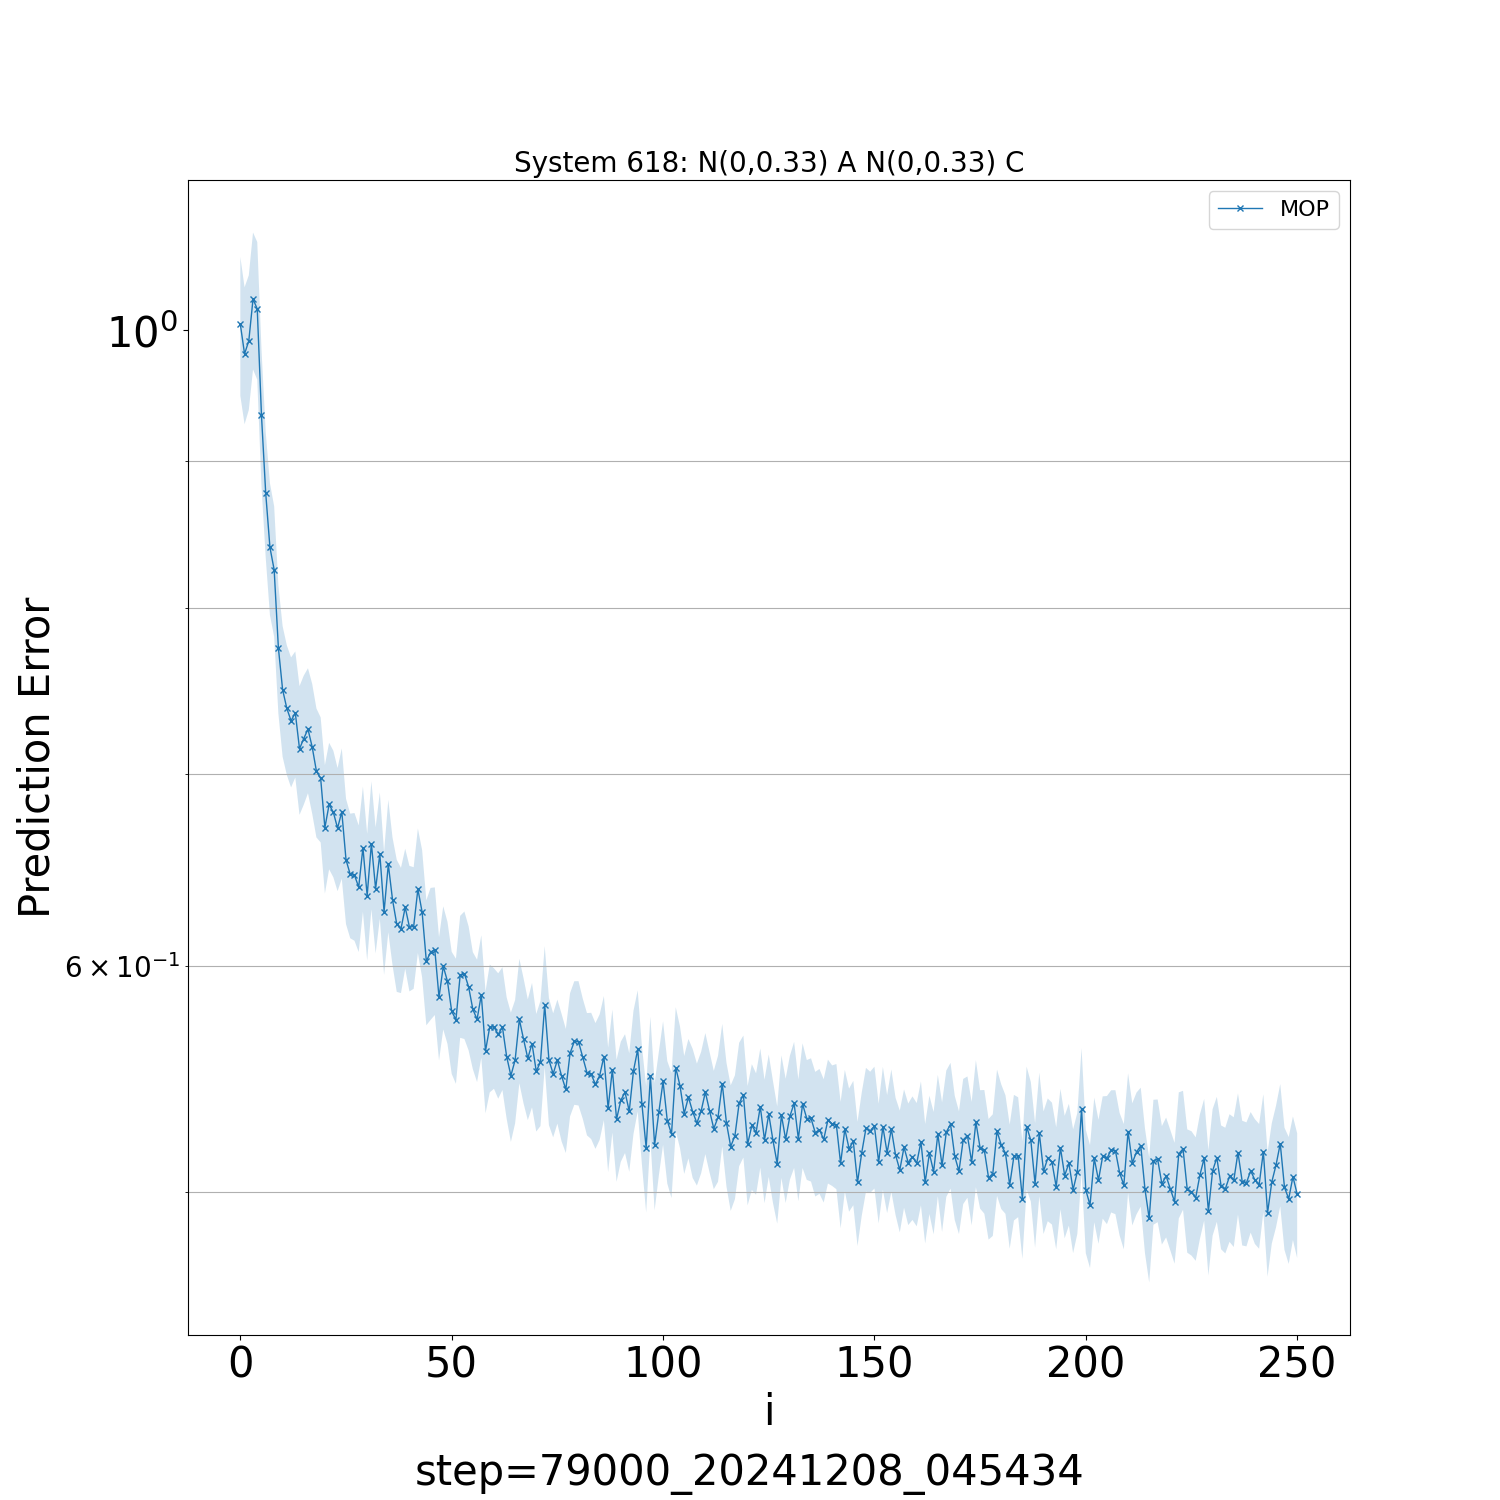 System 618: N(0,0.33) A N(0,0.33) C
MOP
10⁰
6 × 10⁻¹
Prediction Error
0 50 100 150 200 250
i
step=79000_20241208_045434